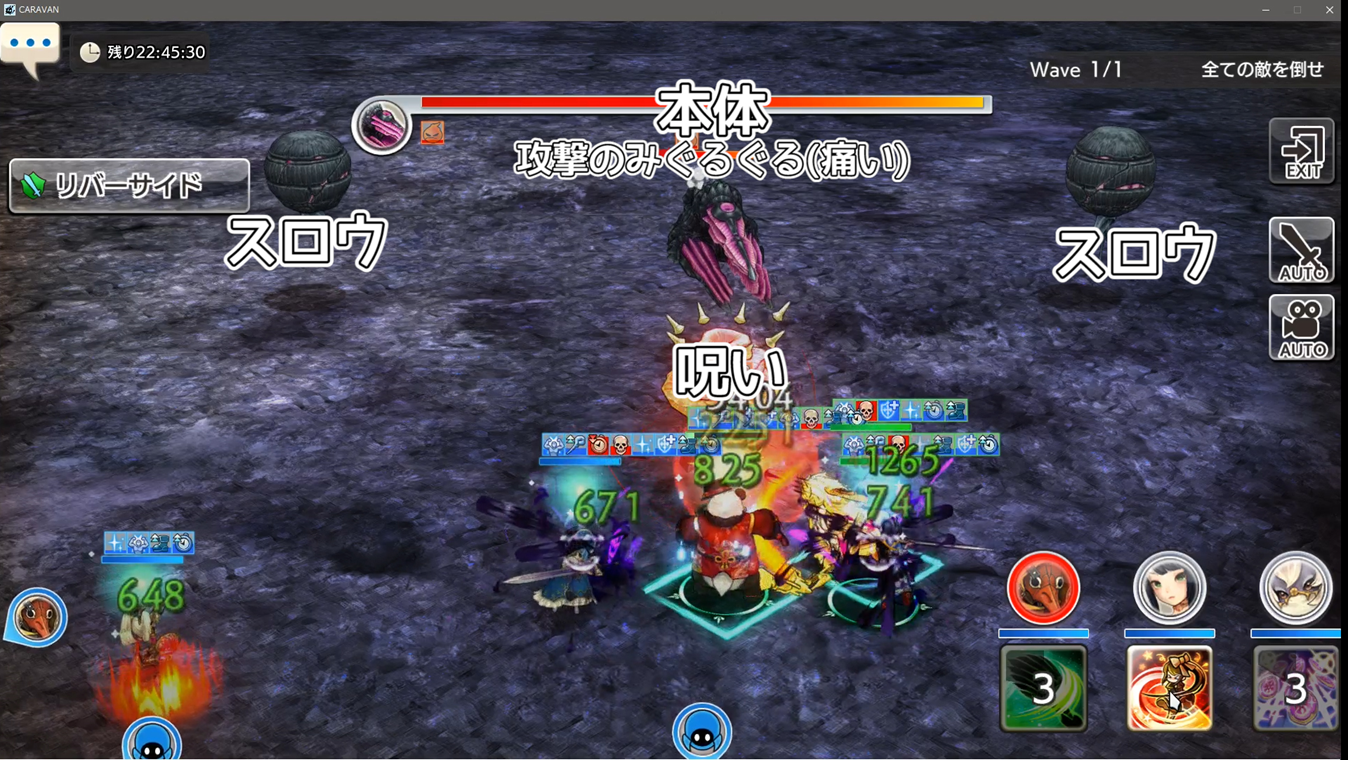 CARAVAN
残り22:45:30
Wave 1/1
全ての敵を倒せ
本体
攻撃のみぐるぐる(痛い)
EXIT
リバーサイド
スロウ
スロウ
AUTO
AUTO
呪い
825
1265
671
741
648
3
3